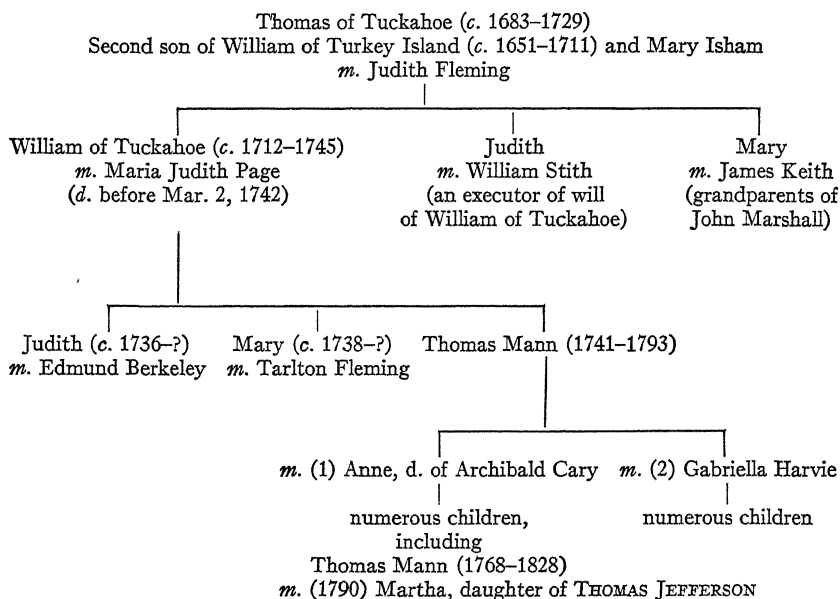 Thomas of Tuckahoe (c. 1683–1729)
Second son of William of Turkey Island (c. 1651–1711) and Mary Isham
m. Judith Fleming
William of Tuckahoe (c. 1712–1745)
m. Maria Judith Page
(d. before Mar. 2, 1742)
Judith
m. William Stith
(an executor of will
of William of Tuckahoe)
Mary
m. James Keith
(grandparents of
John Marshall)
Judith (c. 1736–?)
m. Edmund Berkeley
Mary (c. 1738–?)
m. Tarlton Fleming
Thomas Mann (1741–1793)
m. (1) Anne, d. of Archibald Cary
numerous children,
including
Thomas Mann (1768–1828)
m. (1790) Martha, daughter of THOMAS JEFFERSON
m. (2) Gabriella Harvie
numerous children